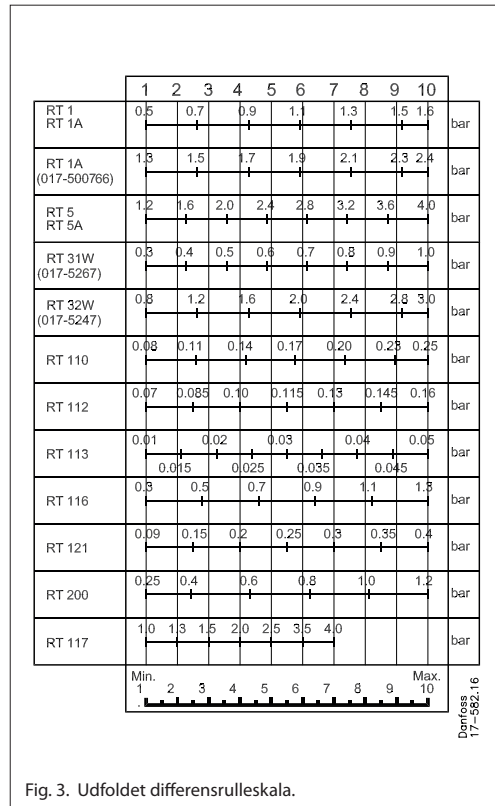 1 2 3 4 5 6 7 8 9 10
RT 1
RT 1A
0.5 0.7 0.9 1.1 1.3 1.5 1.6 bar
RT 1A
(017-500766)
1.3 1.5 1.7 1.9 2.1 2.3 2.4 bar
RT 5
RT 5A
1.2 1.6 2.0 2.4 2.8 3.2 3.6 4.0 bar
RT 31W
(017-5267)
0.3 0.4 0.5 0.6 0.7 0.8 0.9 1.0 bar
RT 32W
(017-5247)
0.8 1.2 1.6 2.0 2.4 2.8 3.0 bar
RT 110 0.08 0.11 0.14 0.17 0.20 0.23 0.25 bar
RT 112 0.07 0.085 0.10 0.115 0.13 0.145 0.16 bar
RT 113 0.01 0.02 0.03 0.04 0.05 bar
0.015 0.025 0.035 0.045
RT 116 0.3 0.5 0.7 0.9 1.1 1.3 bar
RT 121 0.09 0.15 0.2 0.25 0.3 0.35 0.4 bar
RT 200 0.25 0.4 0.6 0.8 1.0 1.2 bar
RT 117 1.0 1.3 1.5 2.0 2.5 3.5 4.0 bar
Min. Max.
1 2 3 4 5 6 7 8 9 10
Danfoss
17-582.16
Fig. 3. Udfoldet differensrulleskala.